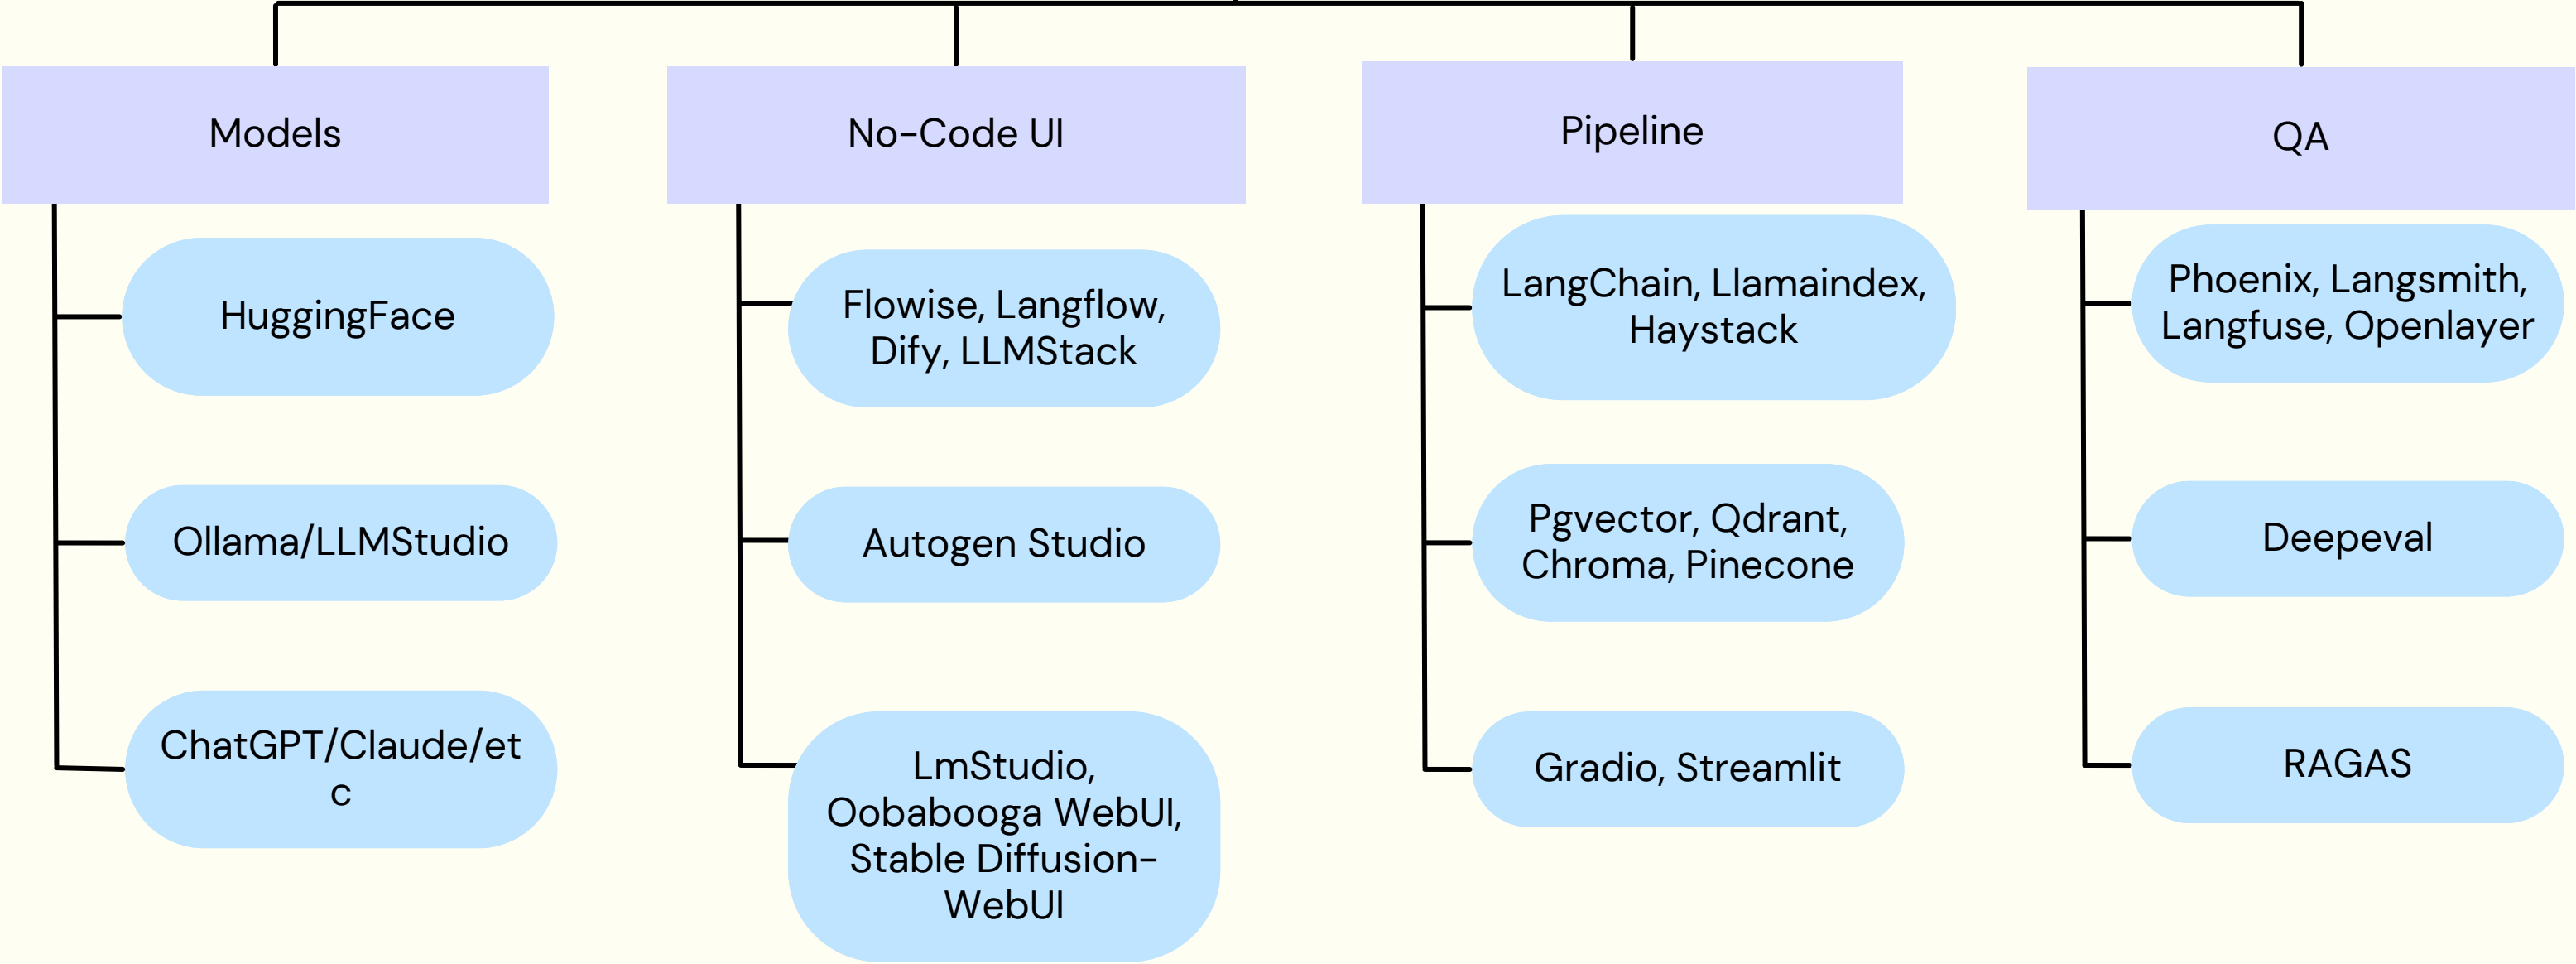 Models
HuggingFace
Ollama/LLMStudio
ChatGPT/Claude/et
c
No-Code UI
Flowise, Langflow,
Dify, LLMStack
Autogen Studio
LmStudio,
Oobabooga WebUI,
Stable Diffusion-
WebUI
Pipeline
LangChain, Llamaindex,
Haystack
Pgvector, Qdrant,
Chroma, Pinecone
Gradio, Streamlit
QA
Phoenix, Langsmith,
Langfuse, Openlayer
Deepeval
RAGAS